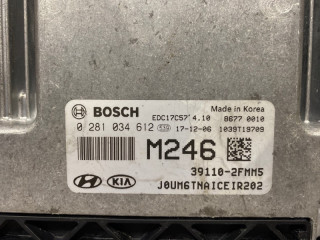 BOSCH EDC17C57 4.10 Made in Korea
0 281 034 612 17-12-06 8677 0010
1039T19709
M246
39110-2FMM5
KIA J0UM6TNAICEIR202